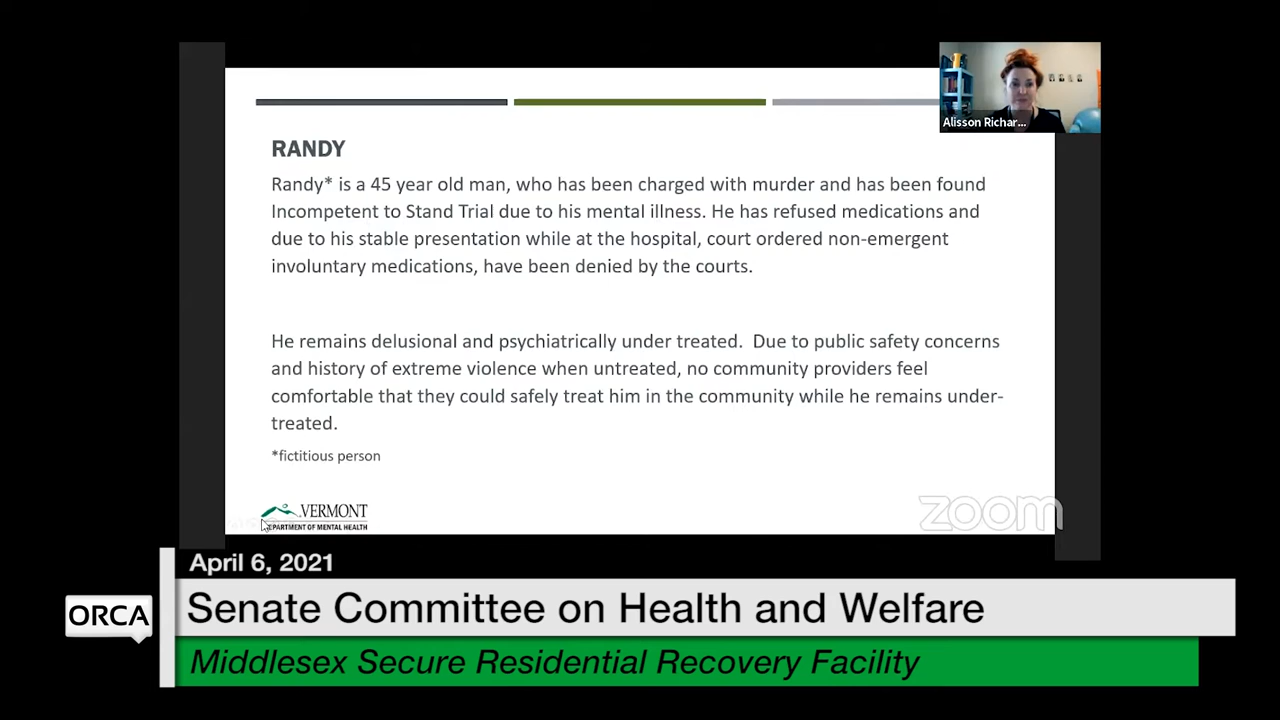 Alisson Richar...
RANDY
Randy* is a 45 year old man, who has been charged with murder and has been found
Incompetent to Stand Trial due to his mental illness. He has refused medications and
due to his stable presentation while at the hospital, court ordered non-emergent
involuntary medications, have been denied by the courts.
He remains delusional and psychiatrically under treated. Due to public safety concerns
and history of extreme violence when untreated, no community providers feel
comfortable that they could safely treat him in the community while he remains under-
treated.
*fictitious person
VERMONT
DEPARTMENT OF MENTAL HEALTH
zoom
April 6, 2021
ORCA
Senate Committee on Health and Welfare
Middlesex Secure Residential Recovery Facility